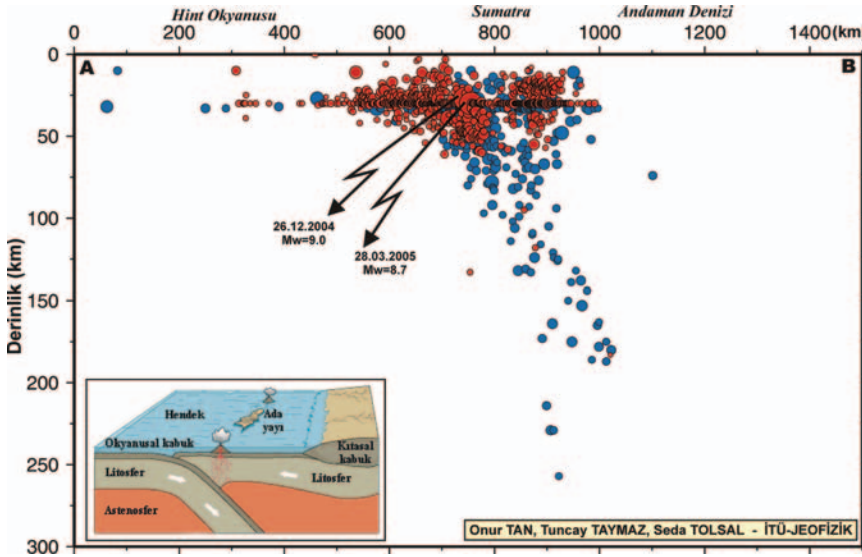 Hint Okyanusu Sumatra Andaman Denizi
0 200 400 600 800 1000 1200 1400 (km)
A B
0
50
100
150
200
250
300
Derinlik (km)
26.12.2004
Mw=9.0
28.03.2005
Mw=8.7
Hendek
Ada
yayı
Okyanusal kabuk
Kıtasal
kabuk
Litosfer
Litosfer
Astenosfer
Onur TAN, Tuncay TAYMAZ, Seda TOLSAL - İTÜ-JEOFİZİK